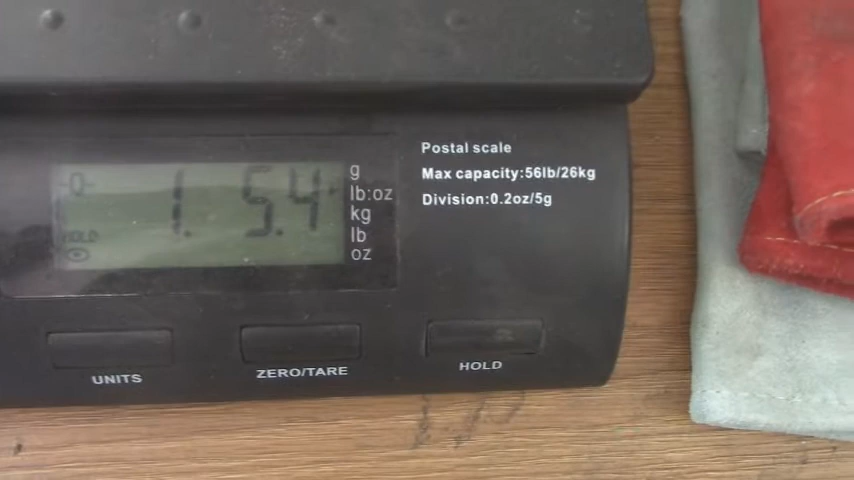 1. 5.4
g
lb:oz
kg
lb
oz
Postal scale
Max capacity:56lb/26kg
Division:0.2oz/5g
UNITS
ZERO/TARE
HOLD